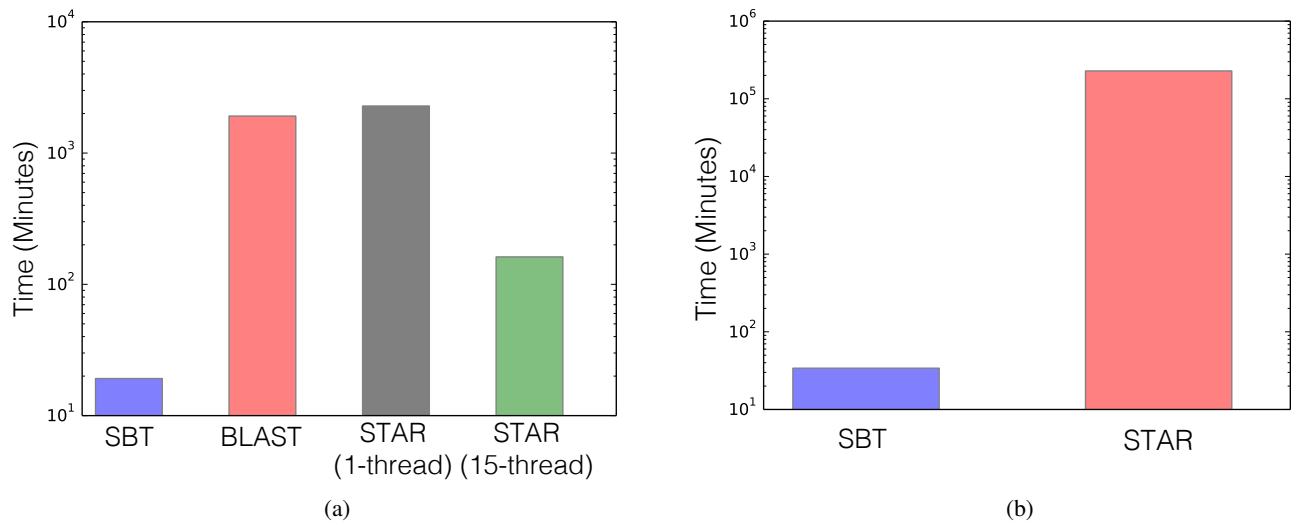 10^4
10^3
10^2
10^1
Time (Minutes)
SBT
BLAST
STAR
(1-thread)
STAR
(15-thread)
(a)
10^6
10^5
10^4
10^3
10^2
10^1
Time (Minutes)
SBT
STAR
(b)